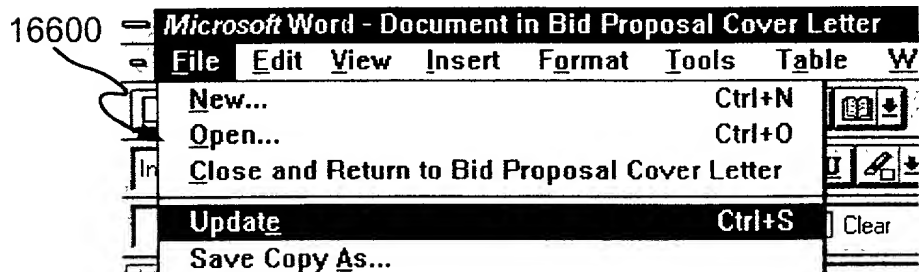 16600
Microsoft Word - Document in Bid Proposal Cover Letter
File Edit View Insert Format Tools Table W
New... Ctrl+N
Open... Ctrl+O
In Close and Return to Bid Proposal Cover Letter U
Update Ctrl+S Clear
Save Copy As...